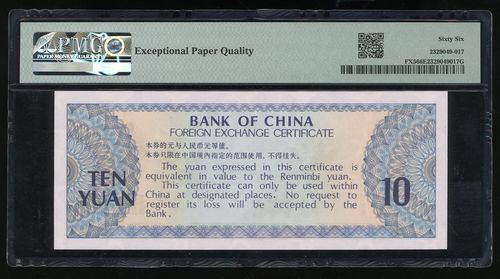 PMG
PAPER MONEY GUARANTY
Exceptional Paper Quality
Sixty Six
2329049-017
FX566E2329049017G
BANK OF CHINA
FOREIGN EXCHANGE CERTIFICATE
本券的元与人民币元等值。
本券只限在中国境內指定的范围使用，不得挂失。
The yuan expressed in this certificate is
equivalent in value to the Renminbi yuan.
This certificate can only be used within
China at designated places. No request to
register its loss will be accepted by the
Bank.
TEN
YUAN
10